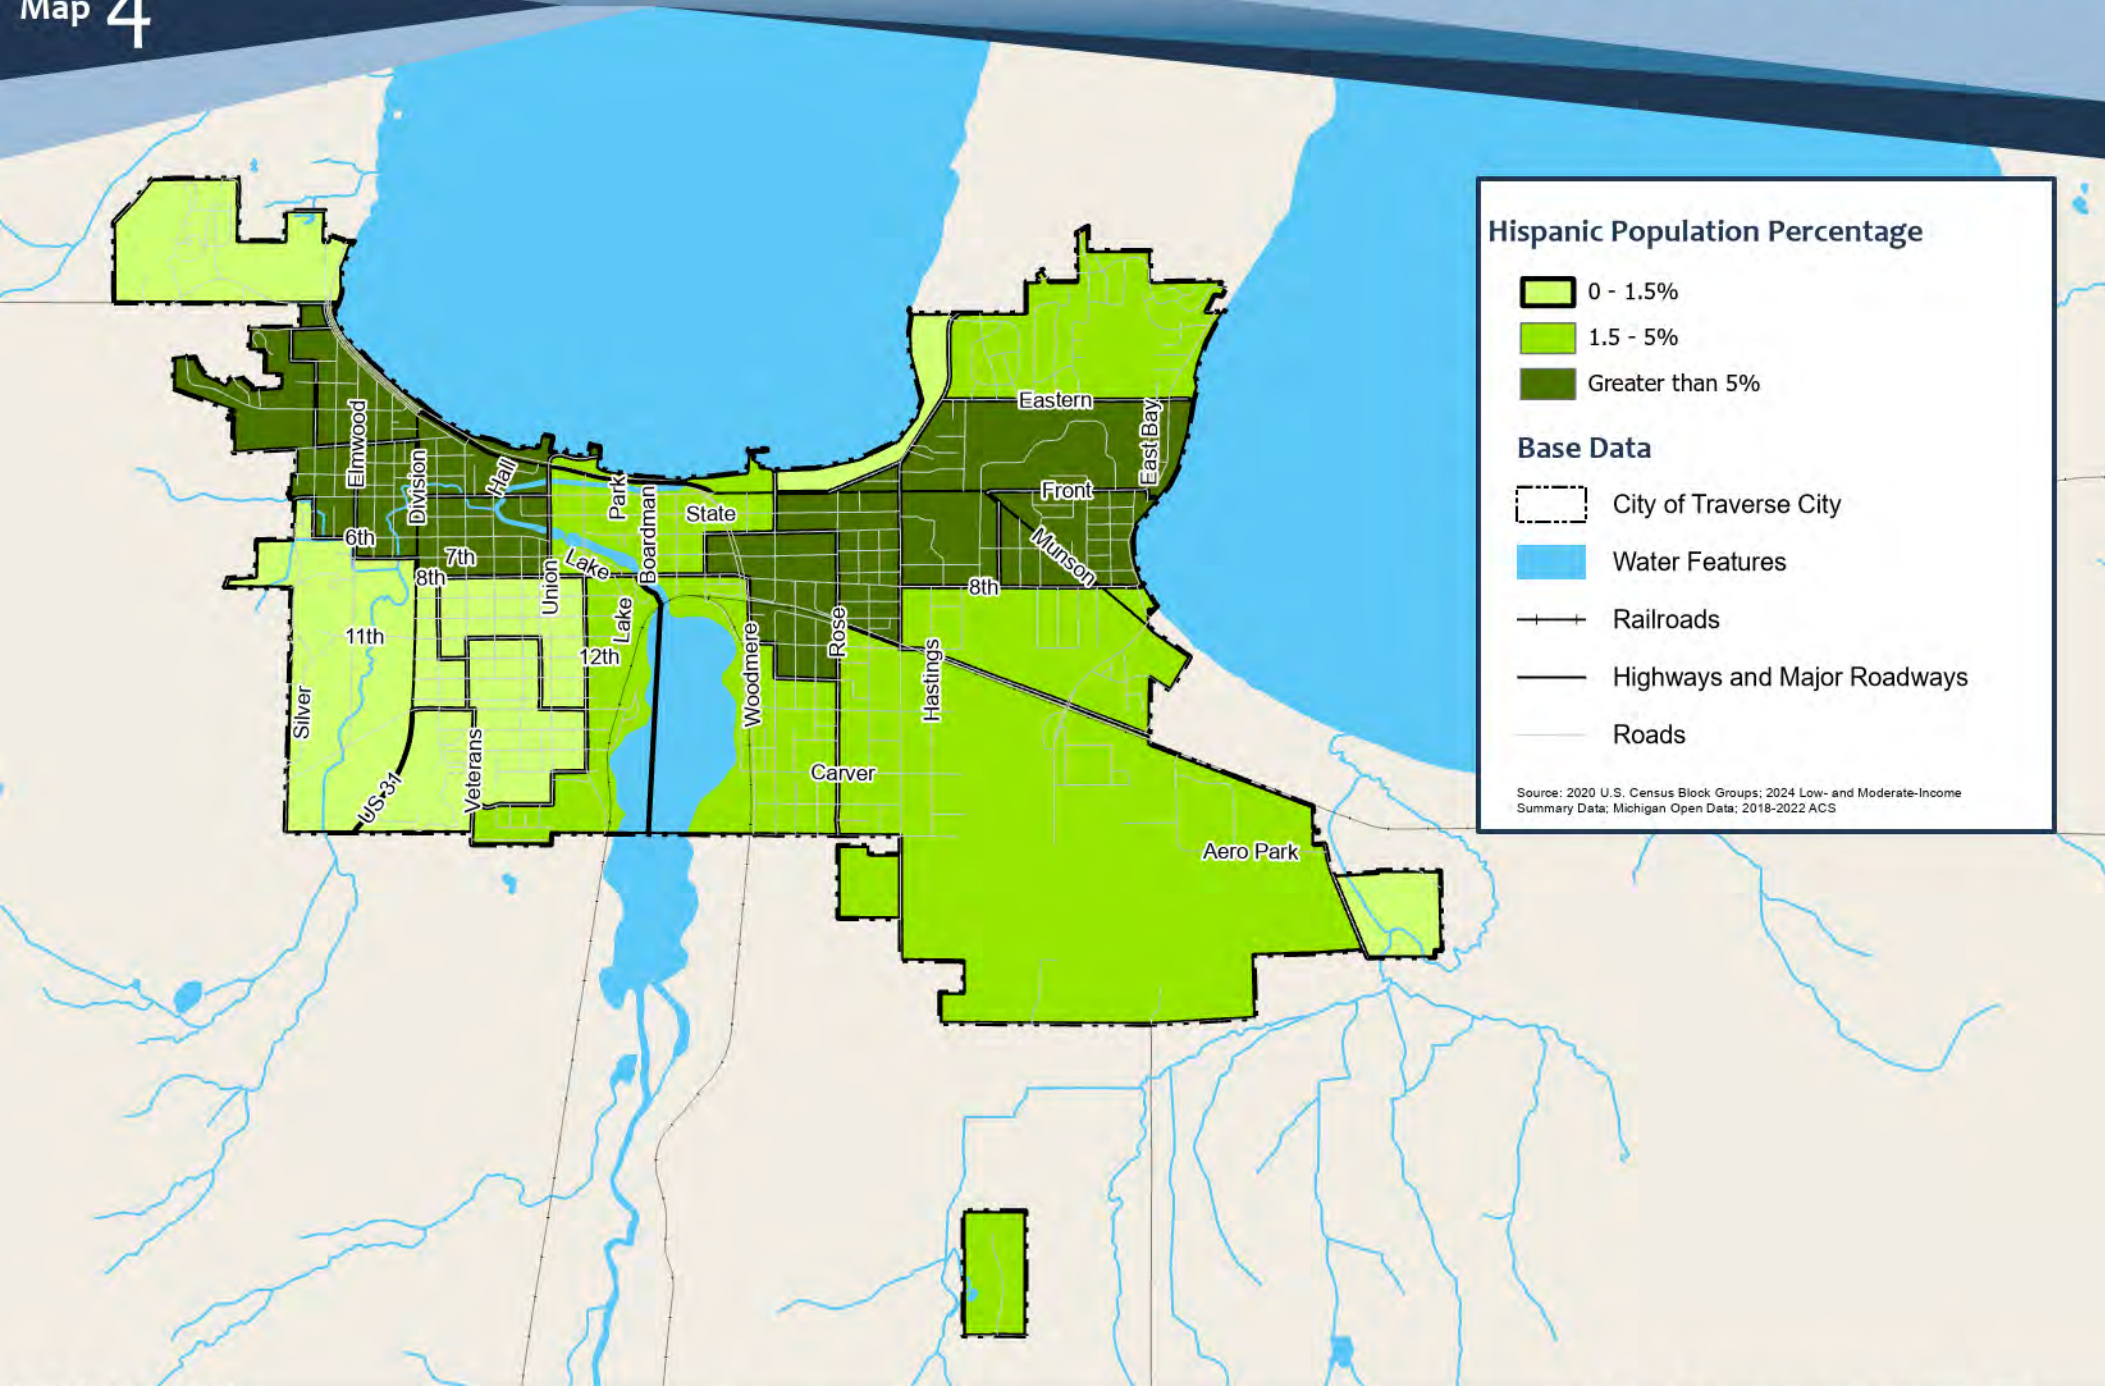 Map 4
Hispanic Population Percentage
0 - 1.5%
1.5 - 5%
Greater than 5%
Base Data
City of Traverse City
Water Features
Railroads
Highways and Major Roadways
Roads
Source: 2020 U.S. Census Block Groups; 2024 Low- and Moderate-Income
Summary Data; Michigan Open Data; 2018-2022 ACS
Eastern
East Bay
Elmwood
Division
Hall
Park
Boardman
State
Front
Munson
6th
7th
8th
Union
Lake
Lake
8th
11th
12th
Rose
Woodmere
Hastings
Silver
US-31
Veterans
Carver
Aero Park